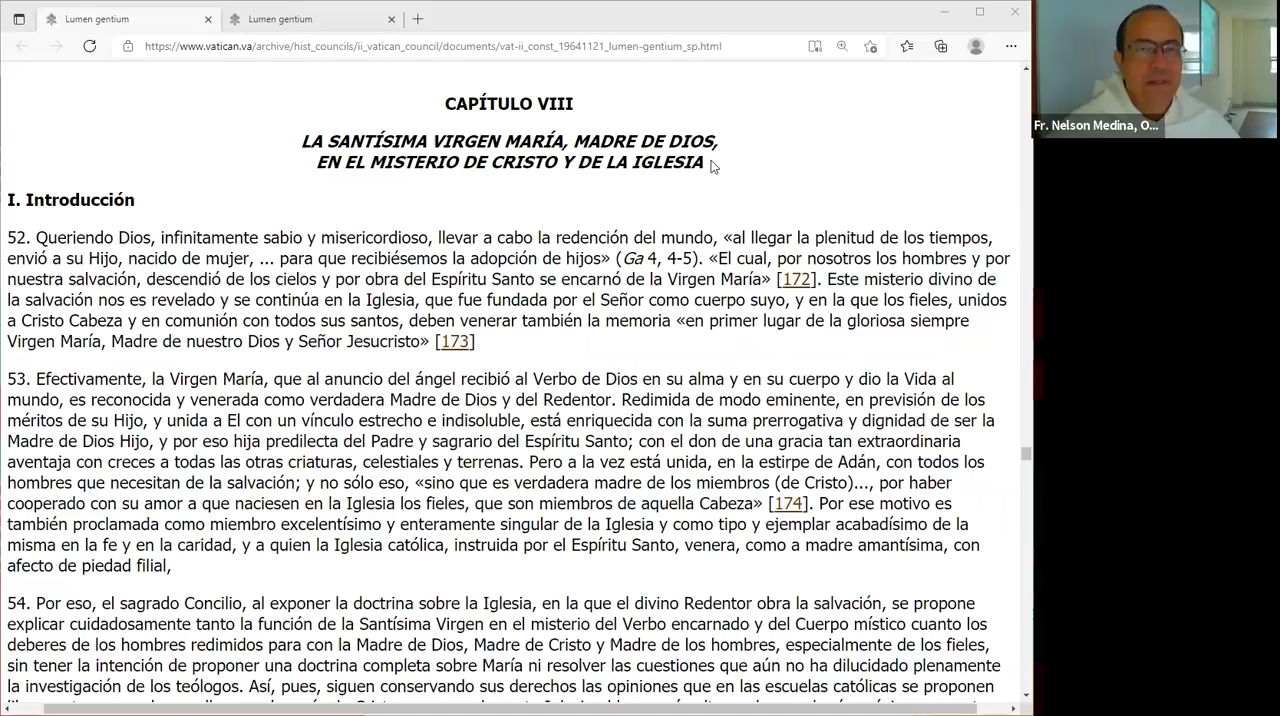 Lumen gentium
Lumen gentium
https://www.vatican.va/archive/hist_councils/ii_vatican_council/documents/vat-ii_const_19641121_lumen-gentium_sp.html
Fr. Nelson Medina, O...
CAPÍTULO VIII
LA SANTÍSIMA VIRGEN MARÍA, MADRE DE DIOS,
EN EL MISTERIO DE CRISTO Y DE LA IGLESIA
I. Introducción
52. Queriendo Dios, infinitamente sabio y misericordioso, llevar a cabo la redención del mundo, «al llegar la plenitud de los tiempos,
envió a su Hijo, nacido de mujer, ... para que recibiésemos la adopción de hijos» (Ga 4, 4-5). «El cual, por nosotros los hombres y por
nuestra salvación, descendió de los cielos y por obra del Espíritu Santo se encarnó de la Virgen María» [172]. Este misterio divino de
la salvación nos es revelado y se continúa en la Iglesia, que fue fundada por el Señor como cuerpo suyo, y en la que los fieles, unidos
a Cristo Cabeza y en comunión con todos sus santos, deben venerar también la memoria «en primer lugar de la gloriosa siempre
Virgen María, Madre de nuestro Dios y Señor Jesucristo» [173]
53. Efectivamente, la Virgen María, que al anuncio del ángel recibió al Verbo de Dios en su alma y en su cuerpo y dio la Vida al
mundo, es reconocida y venerada como verdadera Madre de Dios y del Redentor. Redimida de modo eminente, en previsión de los
méritos de su Hijo, y unida a El con un vínculo estrecho e indisoluble, está enriquecida con la suma prerrogativa y dignidad de ser la
Madre de Dios Hijo, y por eso hija predilecta del Padre y sagrario del Espíritu Santo; con el don de una gracia tan extraordinaria
aventaja con creces a todas las otras criaturas, celestiales y terrenas. Pero a la vez está unida, en la estirpe de Adán, con todos los
hombres que necesitan de la salvación; y no sólo eso, «sino que es verdadera madre de los miembros (de Cristo)..., por haber
cooperado con su amor a que naciesen en la Iglesia los fieles, que son miembros de aquella Cabeza» [174]. Por ese motivo es
también proclamada como miembro excelentísimo y enteramente singular de la Iglesia y como tipo y ejemplar acabadísimo de la
misma en la fe y en la caridad, y a quien la Iglesia católica, instruida por el Espíritu Santo, venera, como a madre amantísima, con
afecto de piedad filial,
54. Por eso, el sagrado Concilio, al exponer la doctrina sobre la Iglesia, en la que el divino Redentor obra la salvación, se propone
explicar cuidadosamente tanto la función de la Santísima Virgen en el misterio del Verbo encarnado y del Cuerpo místico cuanto los
deberes de los hombres redimidos para con la Madre de Dios, Madre de Cristo y Madre de los hombres, especialmente de los fieles,
sin tener la intención de proponer una doctrina completa sobre María ni resolver las cuestiones que aún no ha dilucidado plenamente
la investigación de los teólogos. Así, pues, siguen conservando sus derechos las opiniones que en las escuelas católicas se proponen